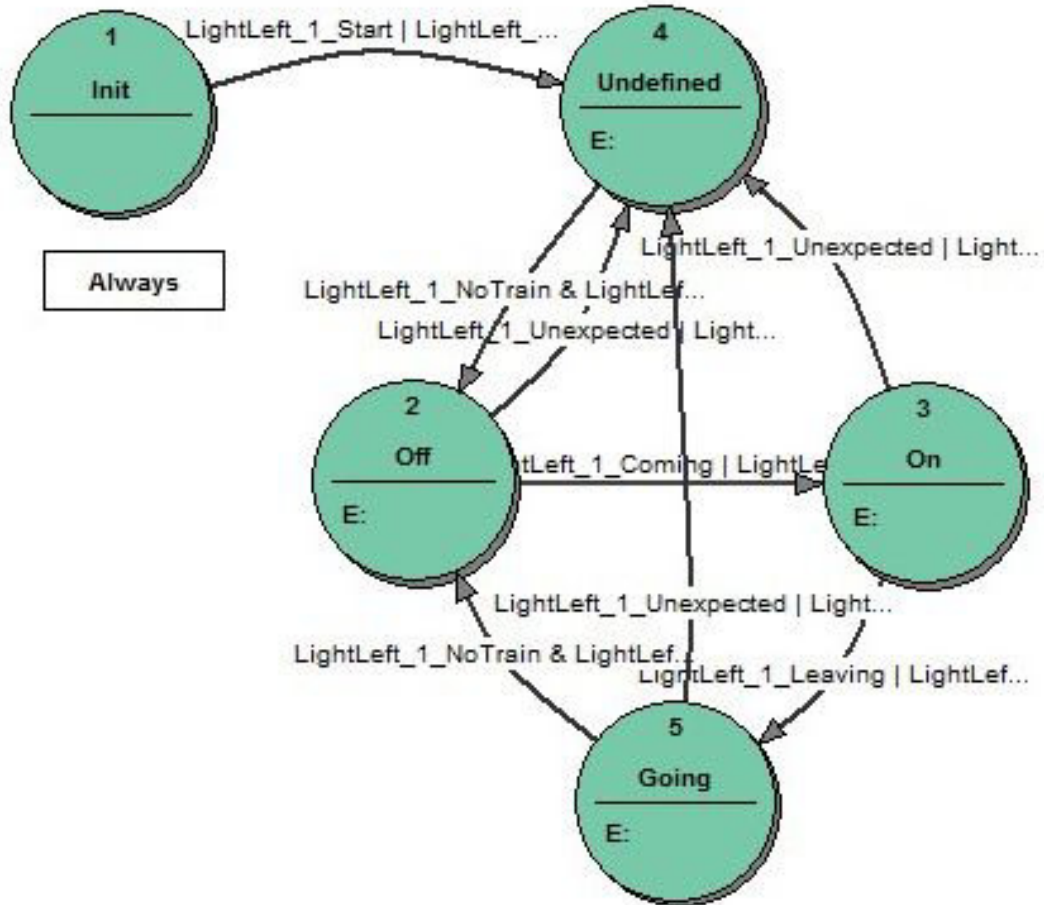 1
Init
LightLeft_1_Start | LightLeft_...
4
Undefined
E:
Always
LightLeft_1_Unexpected | Light...
LightLeft_1_NoTrain & LightLef...
LightLeft_1_Unexpected | Light...
2
Off
E:
tLeft_1_Coming | LightLe
3
On
E:
LightLeft_1_Unexpected | Light...
LightLeft_1_NoTrain & LightLef...
LightLeft_1_Leaving | LightLef...
5
Going
E: